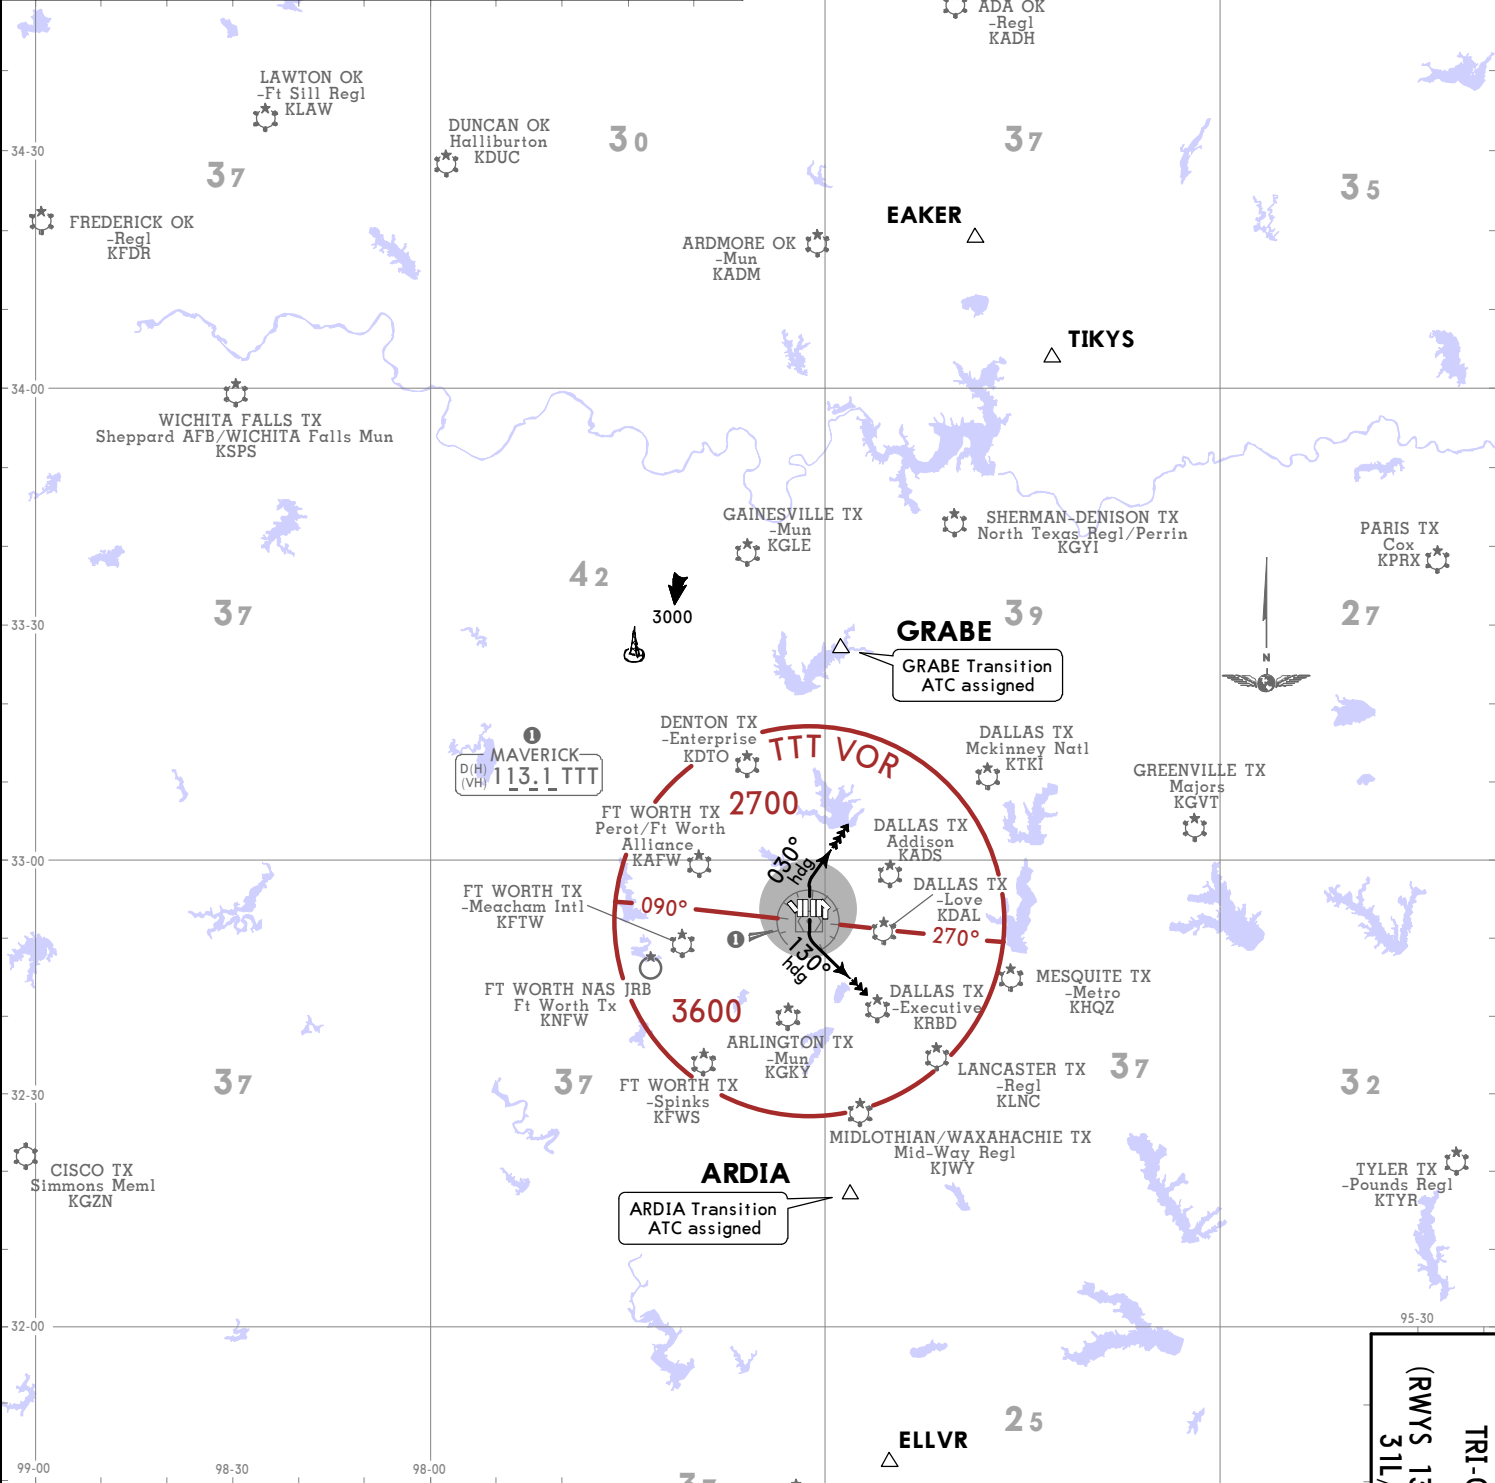 ADA OK
-Regl
KADH
LAWTON OK
-Ft Sill Regl
KLAW
DUNCAN OK
Halliburton
KDUC
30
37
34-30
37
35
FREDERICK OK
-Regl
KFDR
EAKER
ARDMORE OK
-Mun
KADM
TIKYS
34-00
WICHITA FALLS TX
Sheppard AFB/WICHITA Falls Mun
KSPS
GAINESVILLE TX
-Mun
KGLE
SHERMAN-DENISON TX
North Texas Regl/Perrin
KGYI
PARIS TX
Cox
KPRX
42
3000
37
39
27
33-30
GRABE
GRABE Transition
ATC assigned
N
1
MAVERICK
D(H)
(VH)
113.1 TTT
DENTON TX
-Enterprise
KDTO
TTT VOR
DALLAS TX
Mckinney Natl
KTKI
GREENVILLE TX
Majors
KGVT
2700
FT WORTH TX
Perot/Ft Worth
Alliance
KAFW
030°
hdg
DALLAS TX
Addison
KADS
33-00
FT WORTH TX
-Meacham Intl
KFTW
090°
DALLAS TX
-Love
KDAL
270°
1
130°
hdg
FT WORTH NAS JRB
Ft Worth Tx
KNFW
3600
DALLAS TX
-Executive
KRBD
MESQUITE TX
-Metro
KHQZ
ARLINGTON TX
-Mun
KGKY
37
37
37
32
32-30
FT WORTH TX
-Spinks
KFWS
LANCASTER TX
-Regl
KLNC
MIDLOTHIAN/WAXAHACHIE TX
Mid-Way Regl
KJWY
CISCO TX
Simmons Meml
KGZN
ARDIA
ARDIA Transition
ATC assigned
TYLER TX
-Pounds Regl
KTYR
32-00
95-30
25
ELLVR
99-00
98-30
98-00
TRI-
(RWYS 1
31L